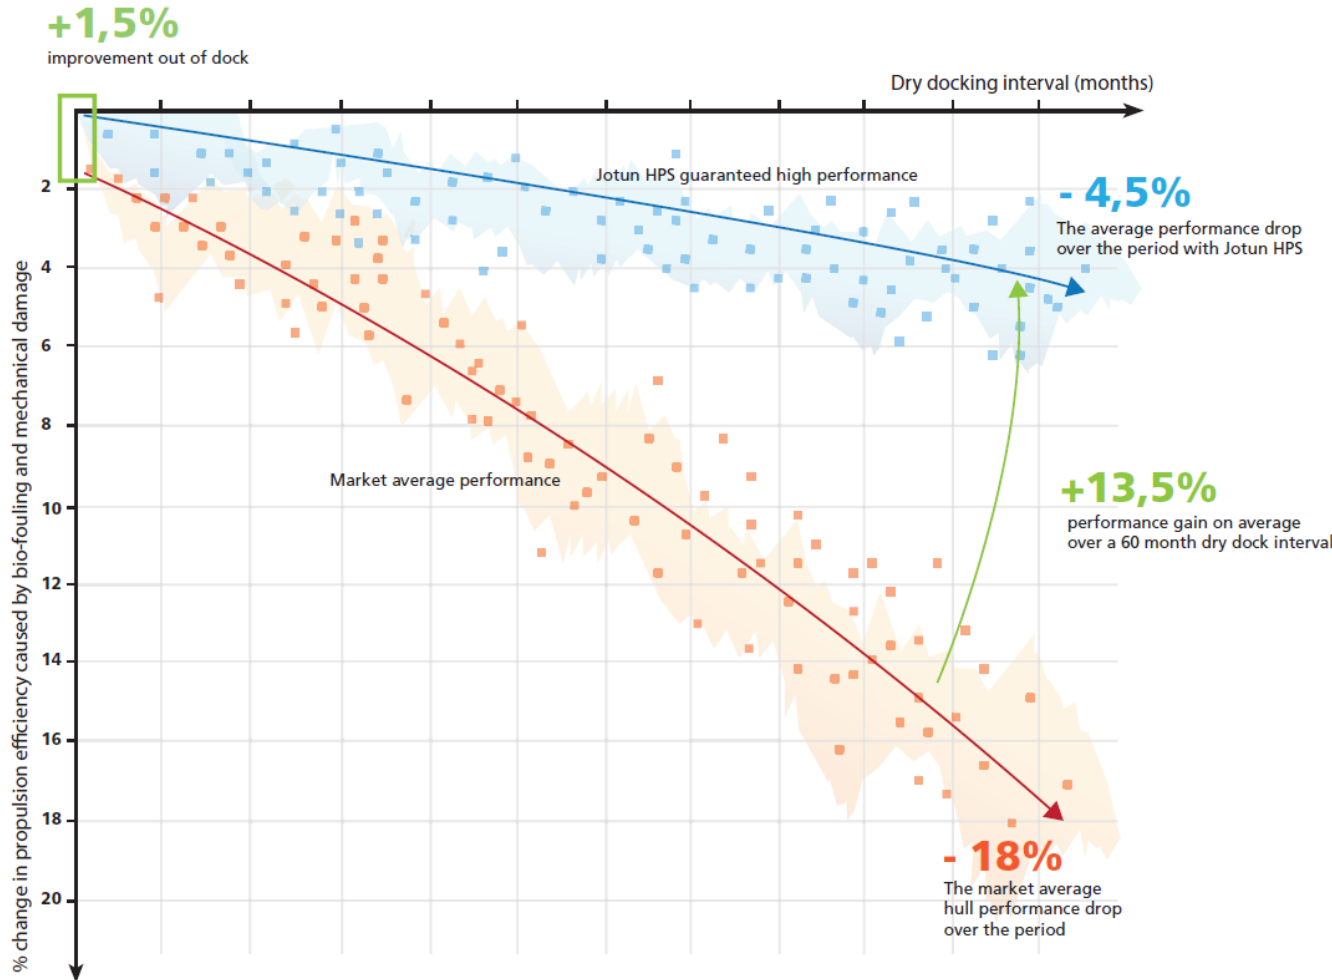 +1,5%
improvement out of dock
Dry docking interval (months)
Jotun HPS guaranteed high performance
- 4,5%
The average performance drop
over the period with Jotun HPS
2
4
6
8
10
12
14
16
18
20
% change in propulsion efficiency caused by bio-fouling and mechanical damage
Market average performance
+13,5%
performance gain on average
over a 60 month dry dock interval
- 18%
The market average
hull performance drop
over the period